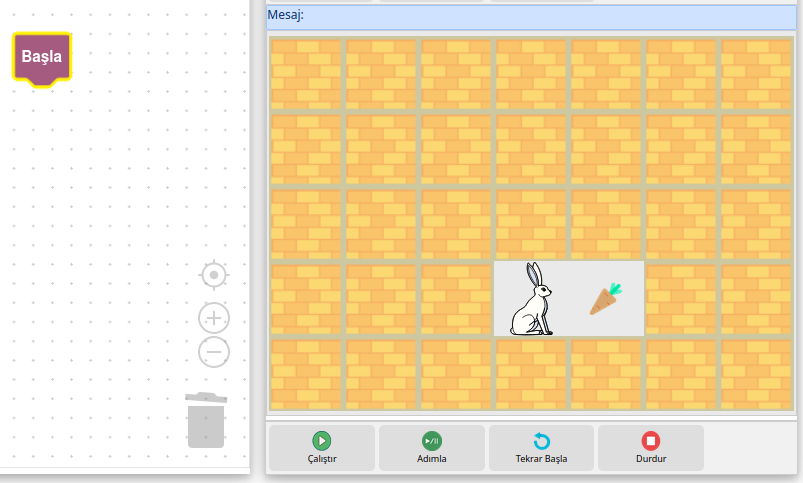 Mesaj:
Başla
Çalıştır
Adımla
Tekrar Başla
Durdur